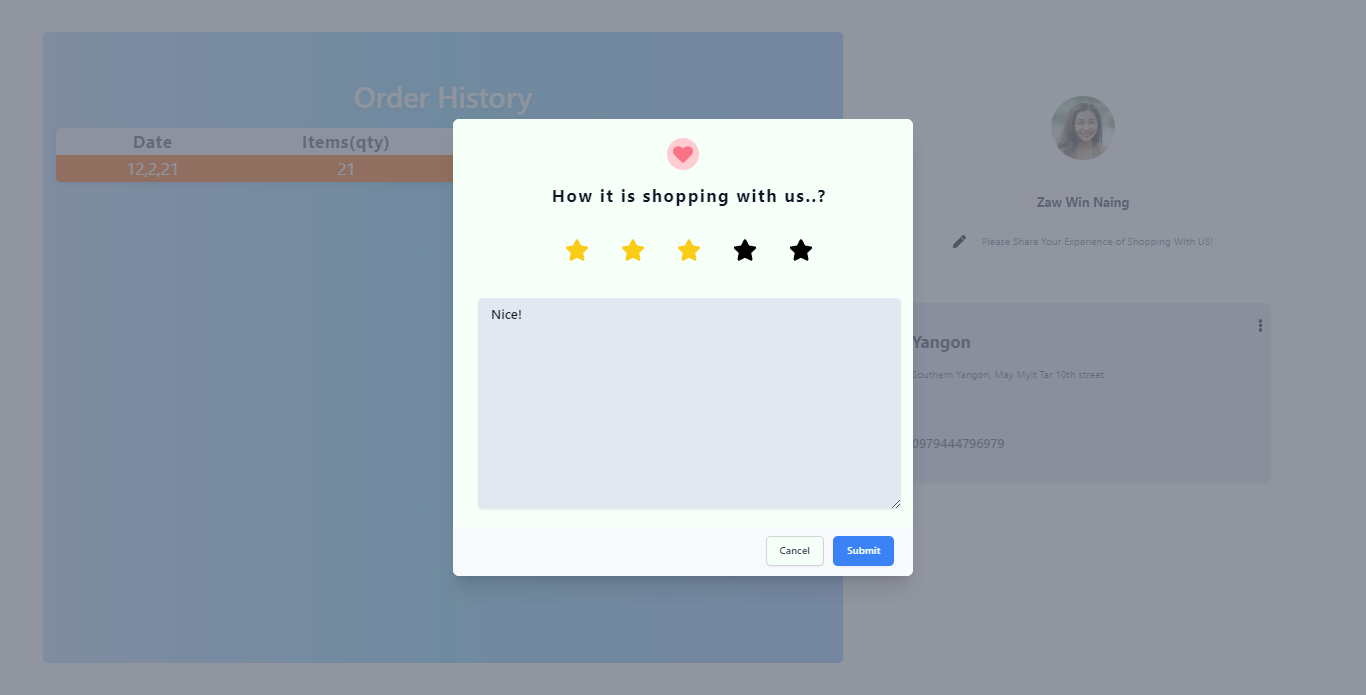 Order History
Date Items(qty)
12,2,21 21
How it is shopping with us..?
Nice!
Cancel Submit
Zaw Win Naing
Please Share Your Experience of Shopping With US!
Yangon
Southern Yangon, May Myit Tar 10th street
0979444796979